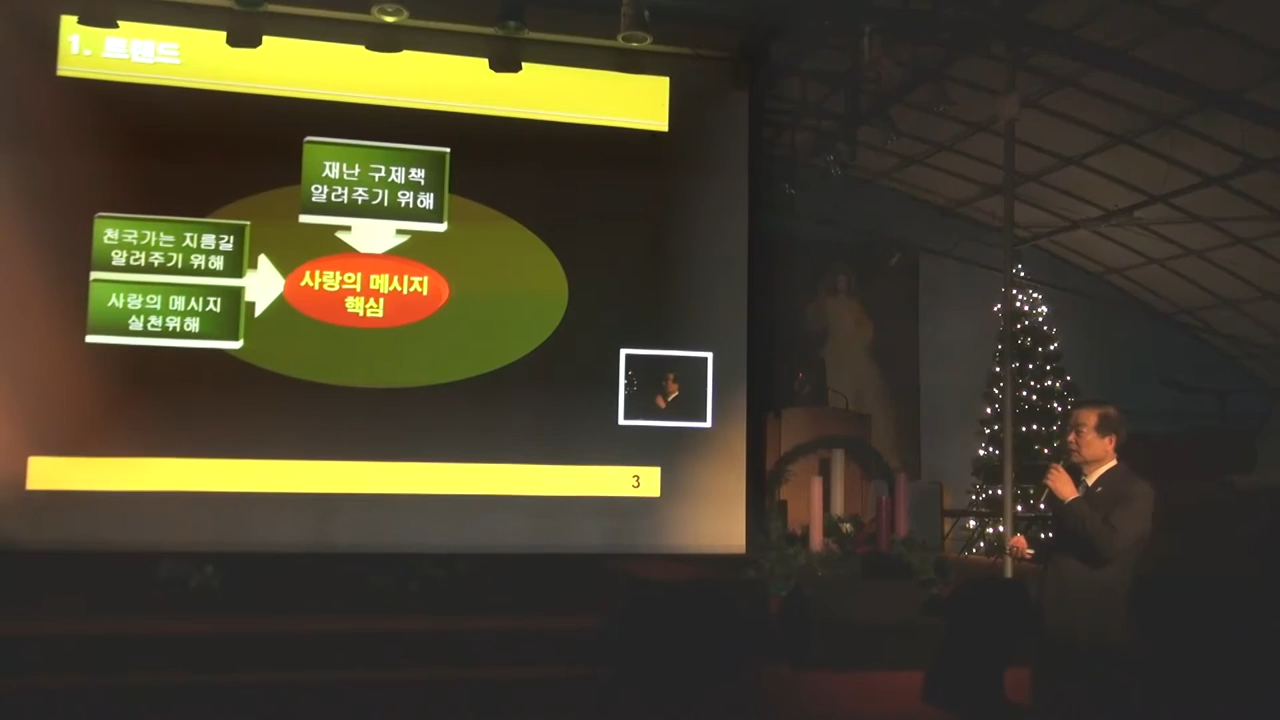 1. 트랜드
재난 구제책
알려주기 위해
천국가는 지름길
알려주기 위해
사랑의 메시지
실천위해
사랑의 메시지
핵심
3